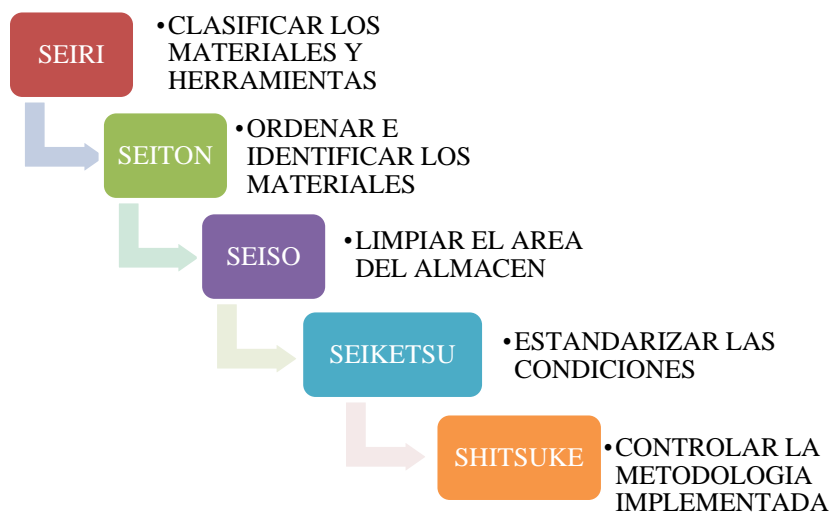 SEIRI
•CLASIFICAR LOS
MATERIALES Y
HERRAMIENTAS
SEITON
•ORDENAR E
IDENTIFICAR LOS
MATERIALES
SEISO
•LIMPIAR EL AREA
DEL ALMACEN
SEIKETSU
•ESTANDARIZAR LAS
CONDICIONES
SHITSUKE
•CONTROLAR LA
METODOLOGIA
IMPLEMENTADA